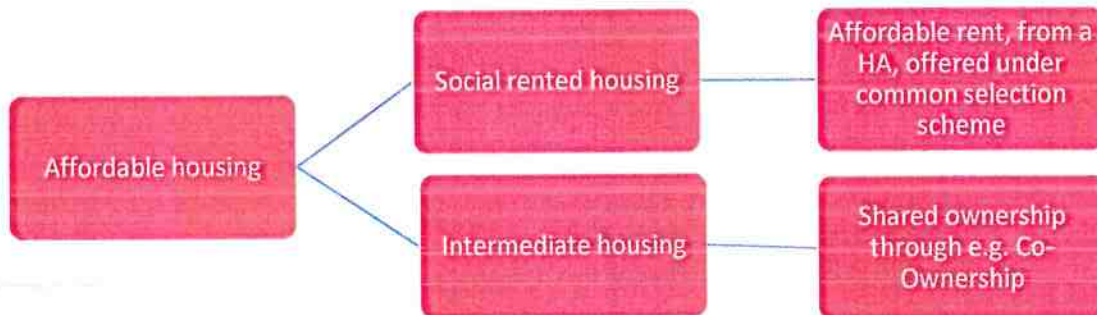 Affordable housing
Social rented housing
Affordable rent, from a
HA, offered under
common selection
scheme
Intermediate housing
Shared ownership
through e.g. Co-
Ownership